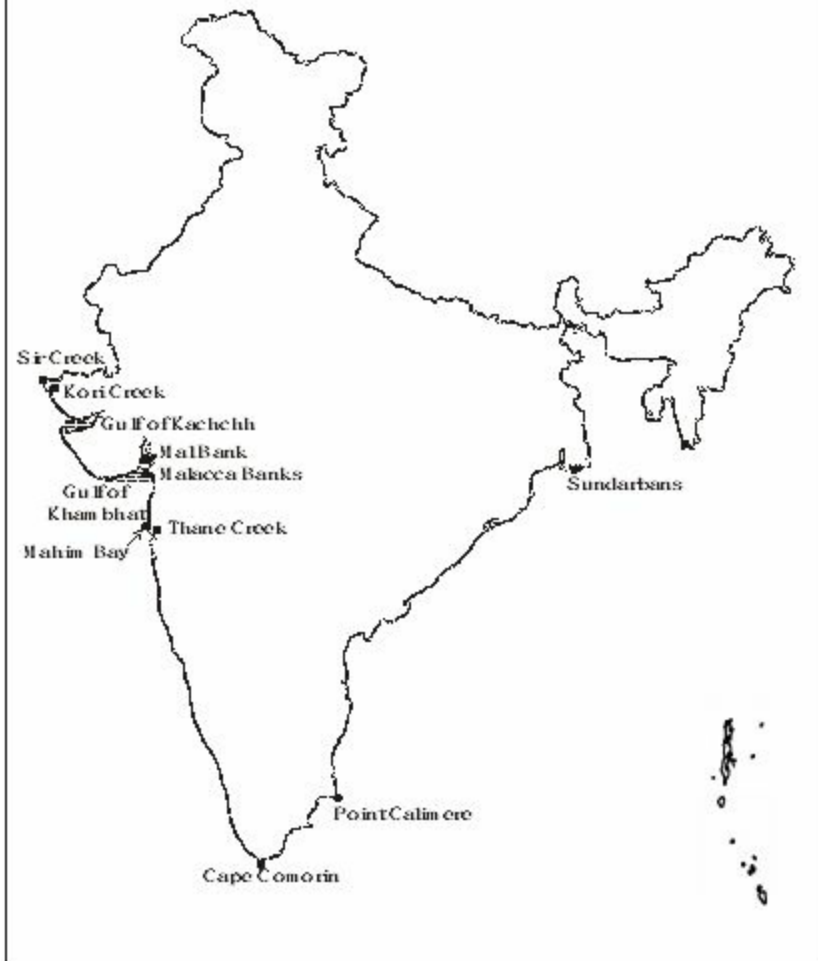 Sir Creek
Kori Creek
Gulf of Kachchh
Mal Bank
Malacca Banks
Gulf of
Khambhat
Thane Creek
Mahim Bay
Sundarbans
Point Calimere
Cape Comorin